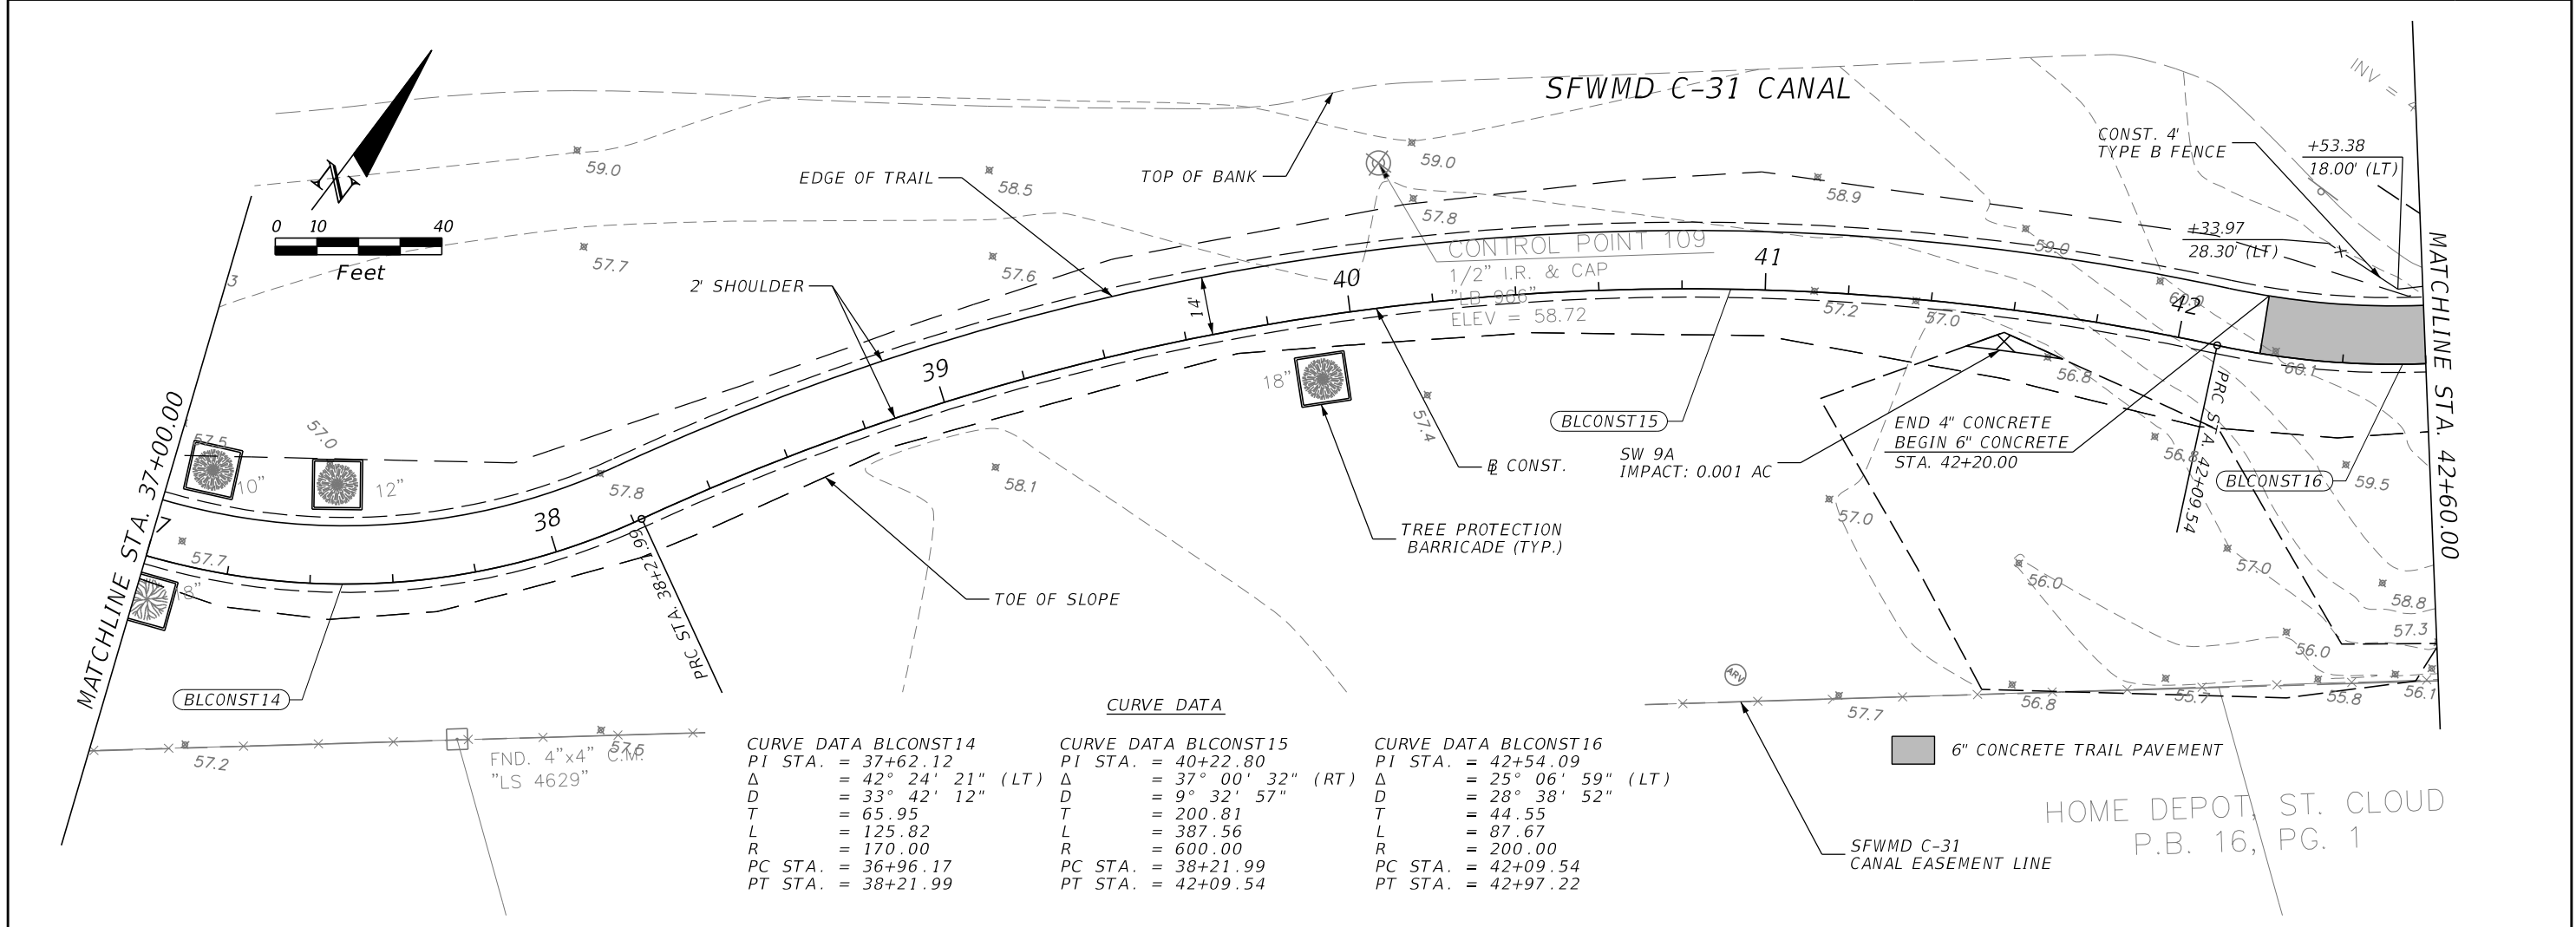 SFWMD C-31 CANAL
INV = 4
CONST. 4'
TYPE B FENCE
+53.38
18.00' (LT)
+33.97
28.30' (LT)
N
0 10 40
Feet
59.0
58.5
59.0
58.9
57.7
57.6
57.8
59.0
60.0
EDGE OF TRAIL
TOP OF BANK
2' SHOULDER
14'
CONTROL POINT 109
1/2" I.R. & CAP
"LB 966"
ELEV = 58.72
3
39
40
41
42
57.2
57.0
60.1
MATCHLINE STA. 37+00.00
MATCHLINE STA. 42+60.00
57.5
57.0
10"
12"
57.8
18"
57.4
56.8
BLCONST15
SW 9A
IMPACT: 0.001 AC
END 4" CONCRETE
BEGIN 6" CONCRETE
STA. 42+20.00
56.8
PRC STA. 42+09.54
BLCONST16
59.5
7
38
58.1
57.0
B CONST.
TREE PROTECTION
BARRICADE (TYP.)
57.7
18"
PRC STA. 38+21.99
TOE OF SLOPE
56.0
57.0
58.8
57.3
56.0
BLCONST14
ARV
57.7
56.8
55.7
55.8
56.1
57.2
57.6
FND. 4"x4" C.M.
"LS 4629"
CURVE DATA
CURVE DATA BLCONST14
PI STA. = 37+62.12
Δ = 42° 24' 21" (LT)
D = 33° 42' 12"
T = 65.95
L = 125.82
R = 170.00
PC STA. = 36+96.17
PT STA. = 38+21.99
CURVE DATA BLCONST15
PI STA. = 40+22.80
Δ = 37° 00' 32" (RT)
D = 9° 32' 57"
T = 200.81
L = 387.56
R = 600.00
PC STA. = 38+21.99
PT STA. = 42+09.54
CURVE DATA BLCONST16
PI STA. = 42+54.09
Δ = 25° 06' 59" (LT)
D = 28° 38' 52"
T = 44.55
L = 87.67
R = 200.00
PC STA. = 42+09.54
PT STA. = 42+97.22
6" CONCRETE TRAIL PAVEMENT
HOME DEPOT, ST. CLOUD
P.B. 16, PG. 1
SFWMD C-31
CANAL EASEMENT LINE